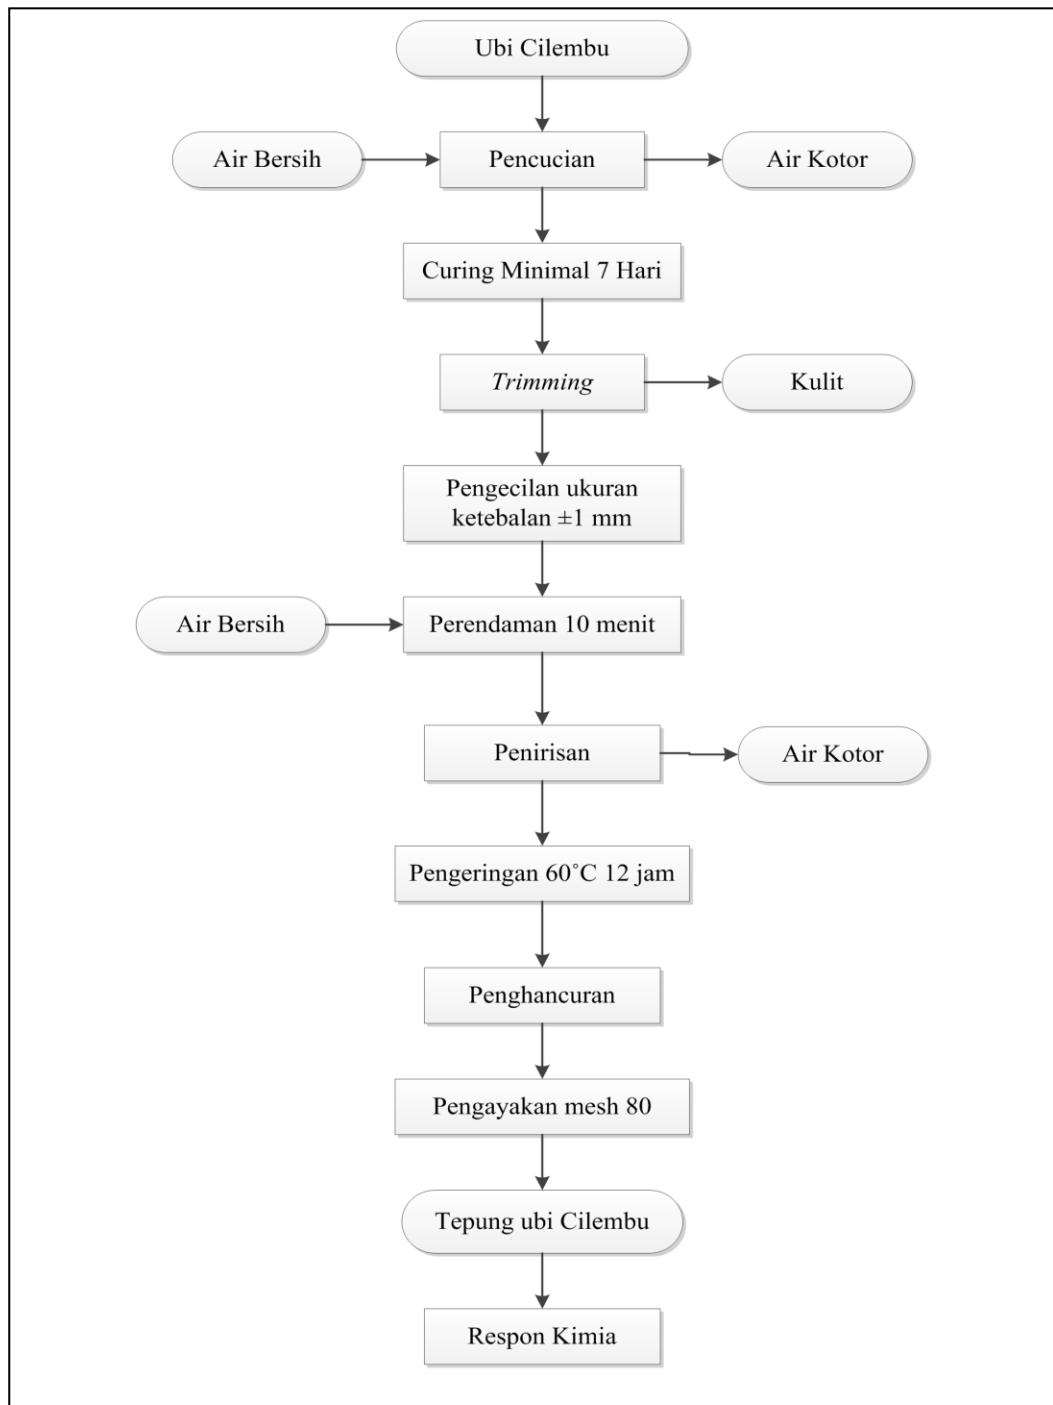 Ubi Cilembu
Air Bersih
Pencucian
Air Kotor
Curing Minimal 7 Hari
Trimming
Kulit
Pengecilan ukuran
ketebalan ±1 mm
Air Bersih
Perendaman 10 menit
Penirisan
Air Kotor
Pengeringan 60˚C 12 jam
Penghancuran
Pengayakan mesh 80
Tepung ubi Cilembu
Respon Kimia